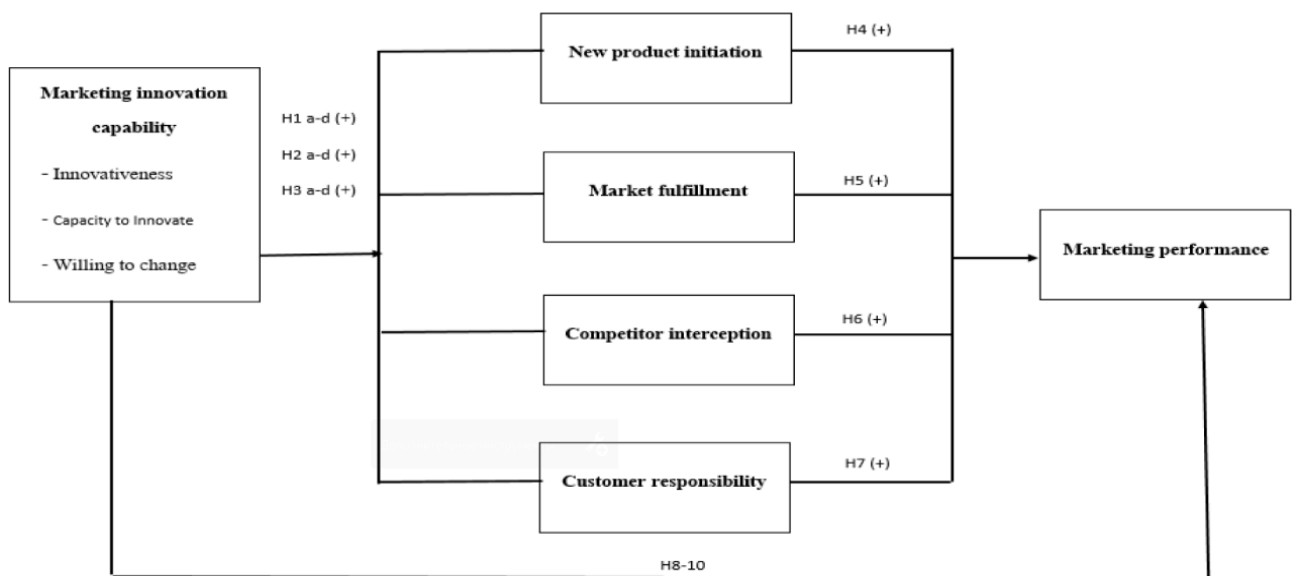 New product initiation
H4 (+)
Marketing innovation
capability
- Innovativeness
- Capacity to Innovate
- Willing to change
H1 a-d (+)
H2 a-d (+)
H3 a-d (+)
Market fulfillment
H5 (+)
Marketing performance
Competitor interception
H6 (+)
Customer responsibility
H7 (+)
H8-10